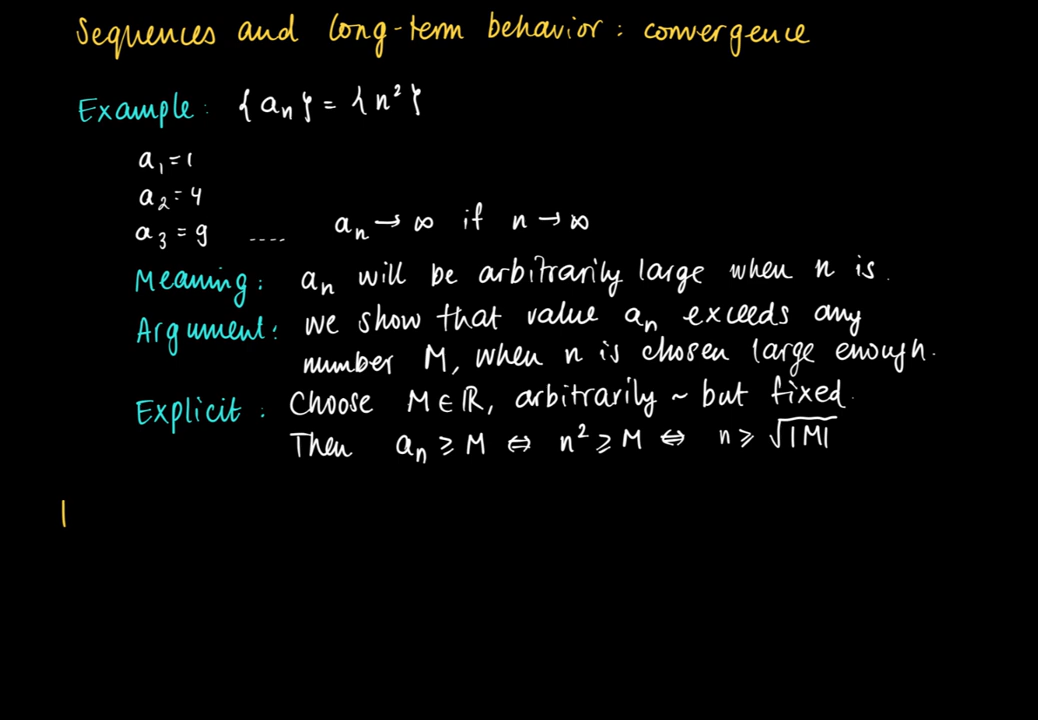 Sequences and long-term behavior: convergence
Example: {aₙ} = {n²}
a₁ = 1
a₂ = 4
a₃ = 9 .... aₙ → ∞ if n → ∞
Meaning: aₙ will be arbitrarily large when n is.
Argument: We show that value aₙ exceeds any
number M, when n is chosen large enough.
Explicit: Choose M ∈ ℝ, arbitrarily ~ but fixed.
Then aₙ ⩾ M ⇔ n² ⩾ M ⇔ n ⩾ √|M|